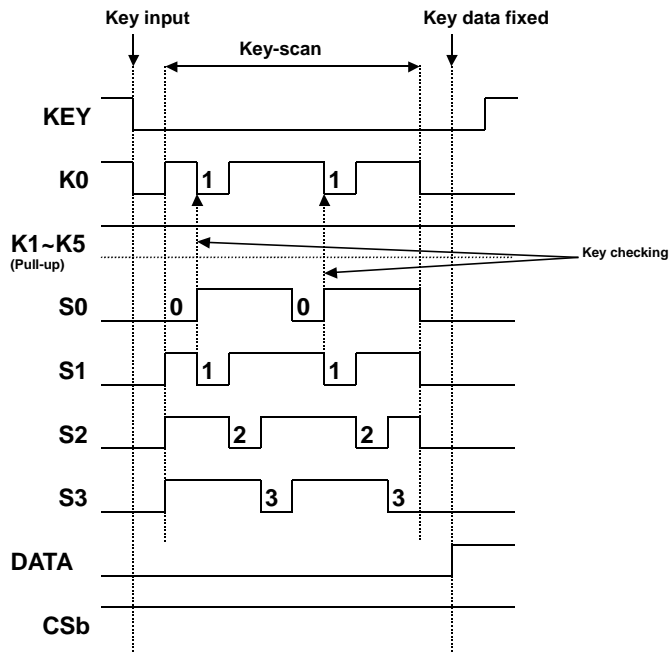 Key input
Key data fixed
Key-scan
KEY
K0
1
1
K1~K5
(Pull-up)
Key checking
S0
0
0
S1
1
1
S2
2
2
S3
3
3
DATA
CSb